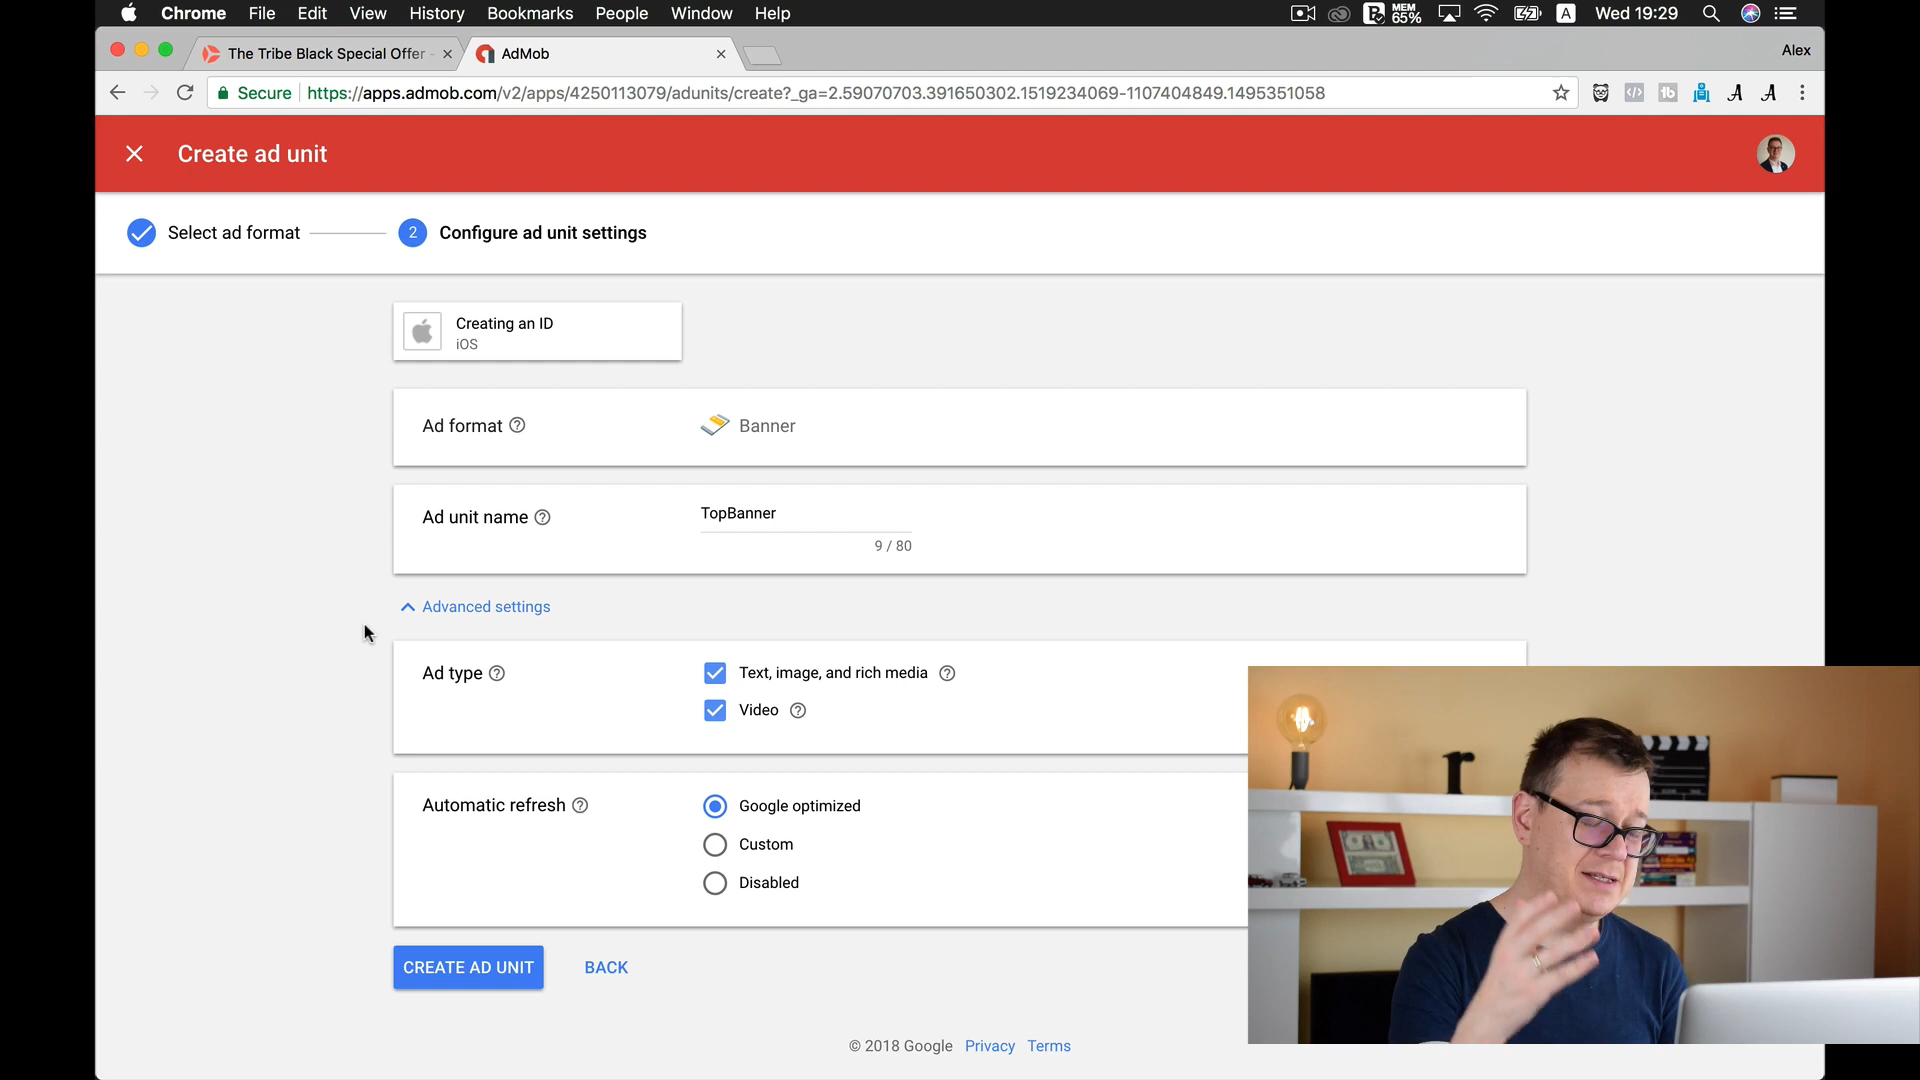 Chrome File Edit View History Bookmarks People Window Help MEM 65% A Wed 19:29
The Tribe Black Special Offer - AdMob Alex
Secure https://apps.admob.com/v2/apps/4250113079/adunits/create?_ga=2.59070703.391650302.1519234069-1107404849.1495351058
Create ad unit
Select ad format 2 Configure ad unit settings
Creating an ID
iOS
Ad format Banner
Ad unit name TopBanner
9 / 80
Advanced settings
Ad type Text, image, and rich media
Video
Automatic refresh Google optimized
Custom
Disabled
CREATE AD UNIT BACK
© 2018 Google Privacy Terms